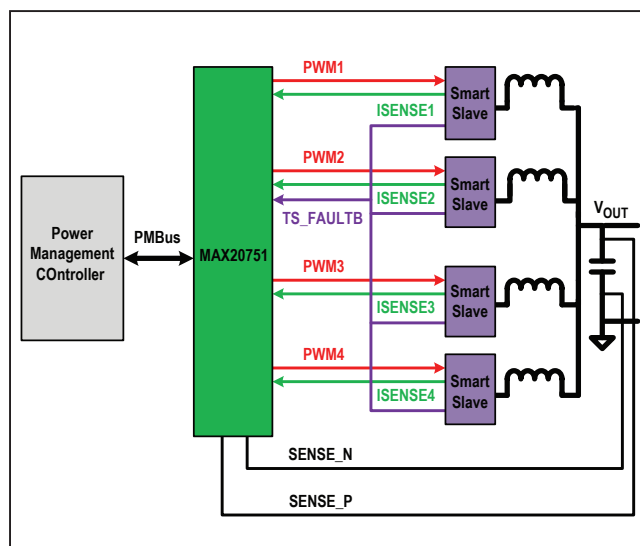 PWM1
ISENSE1
Smart
Slave
PWM2
ISENSE2
TS_FAULTB
Smart
Slave
VOUT
Power
Management
COntroller
PMBus
MAX20751
PWM3
ISENSE3
Smart
Slave
PWM4
ISENSE4
Smart
Slave
SENSE_N
SENSE_P